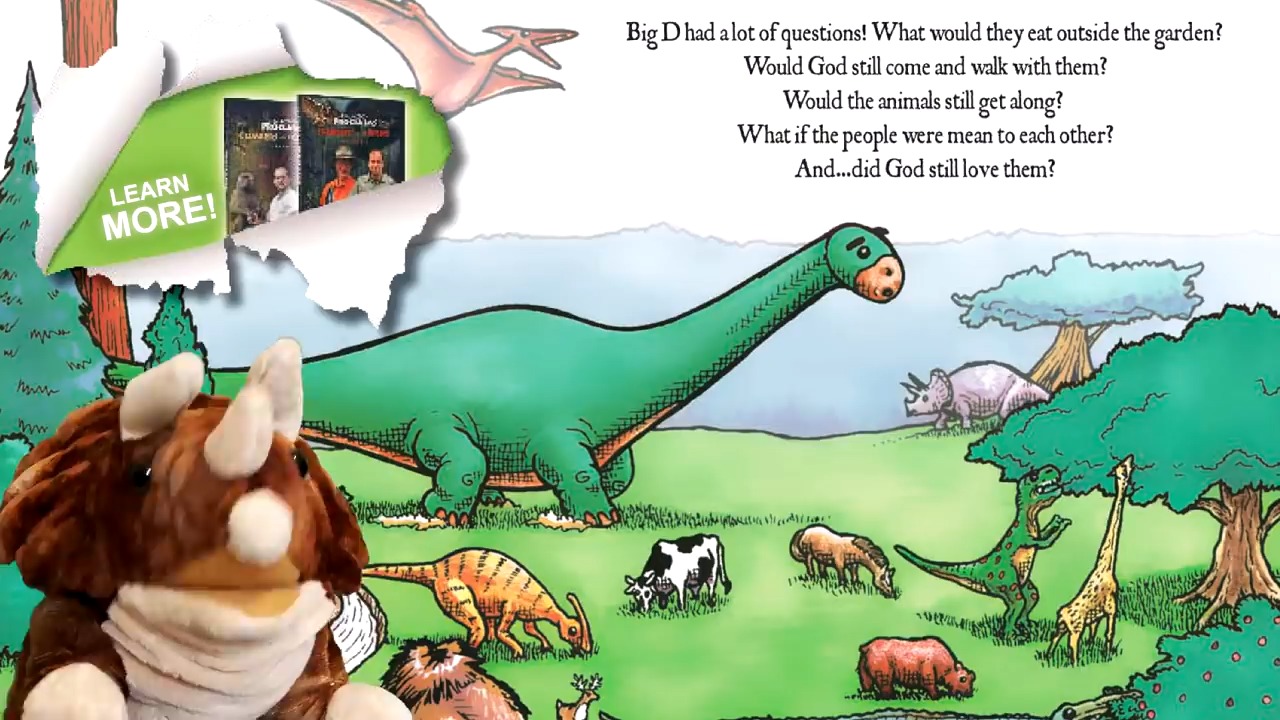 Big D had a lot of questions! What would they eat outside the garden?
Would God still come and walk with them?
Would the animals still get along?
What if the people were mean to each other?
And...did God still love them?
LEARN
MORE!